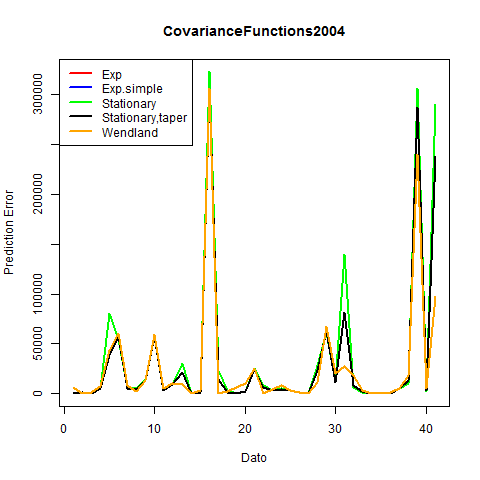 CovarianceFunctions2004
Exp
Exp.simple
Stationary
Stationary,taper
Wendland
Prediction Error
300000
200000
100000
50000
0
0
10
20
30
40
Dato